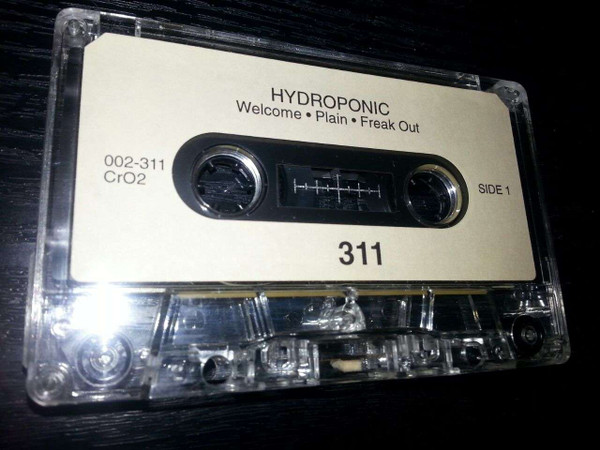 HYDROPONIC
Welcome • Plain • Freak Out
002-311
CrO2
SIDE 1
311